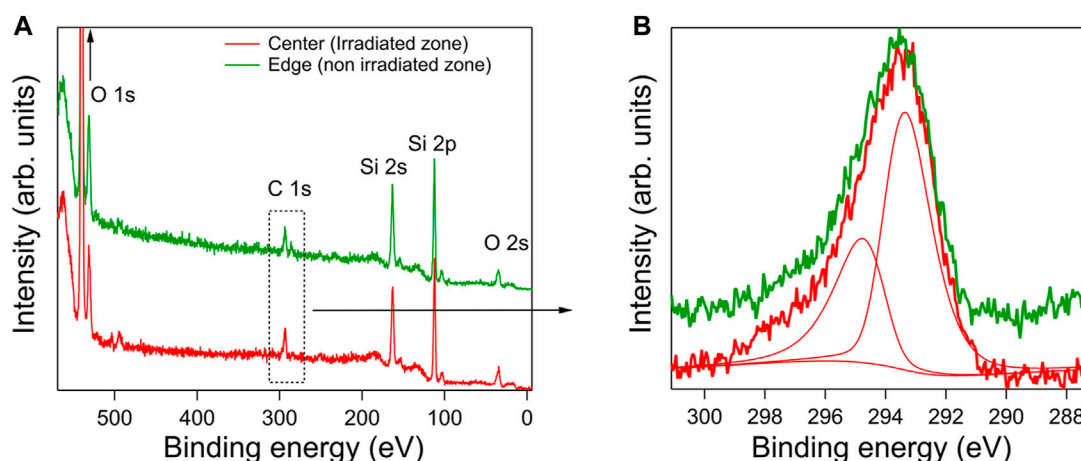 A
Center (Irradiated zone)
Edge (non irradiated zone)
O 1s
C 1s
Si 2s
Si 2p
O 2s
Intensity (arb. units)
500 400 300 200 100 0
Binding energy (eV)
B
Intensity (arb. units)
300 298 296 294 292 290 288
Binding energy (eV)